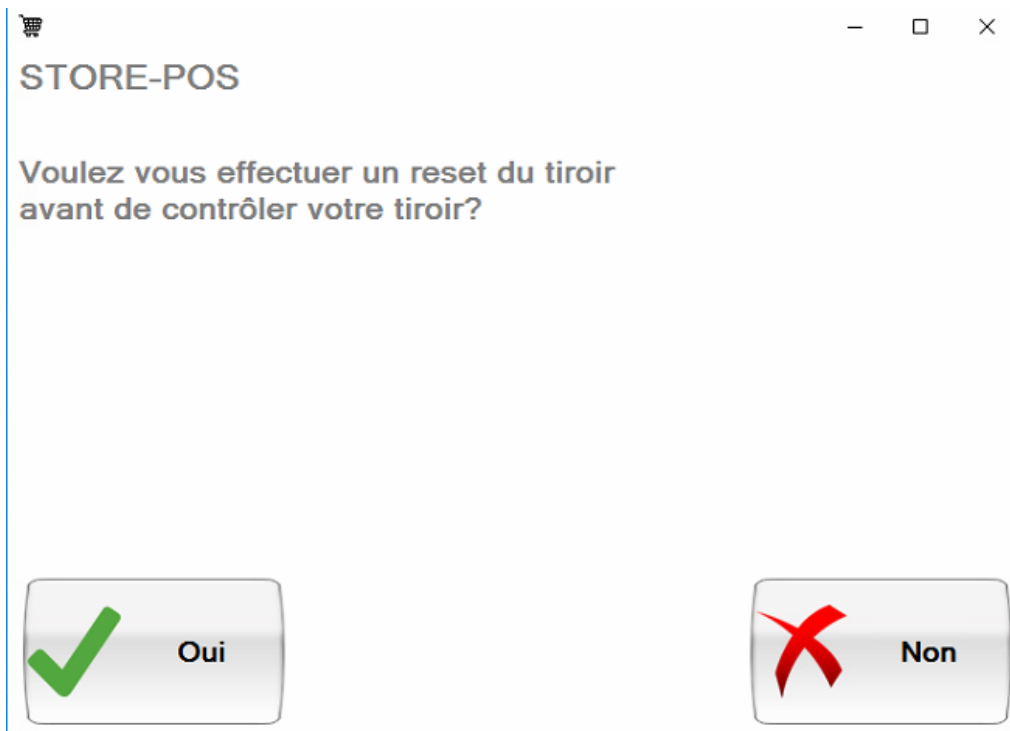 STORE-POS
Voulez vous effectuer un reset du tiroir
avant de contrôler votre tiroir?
Oui
Non